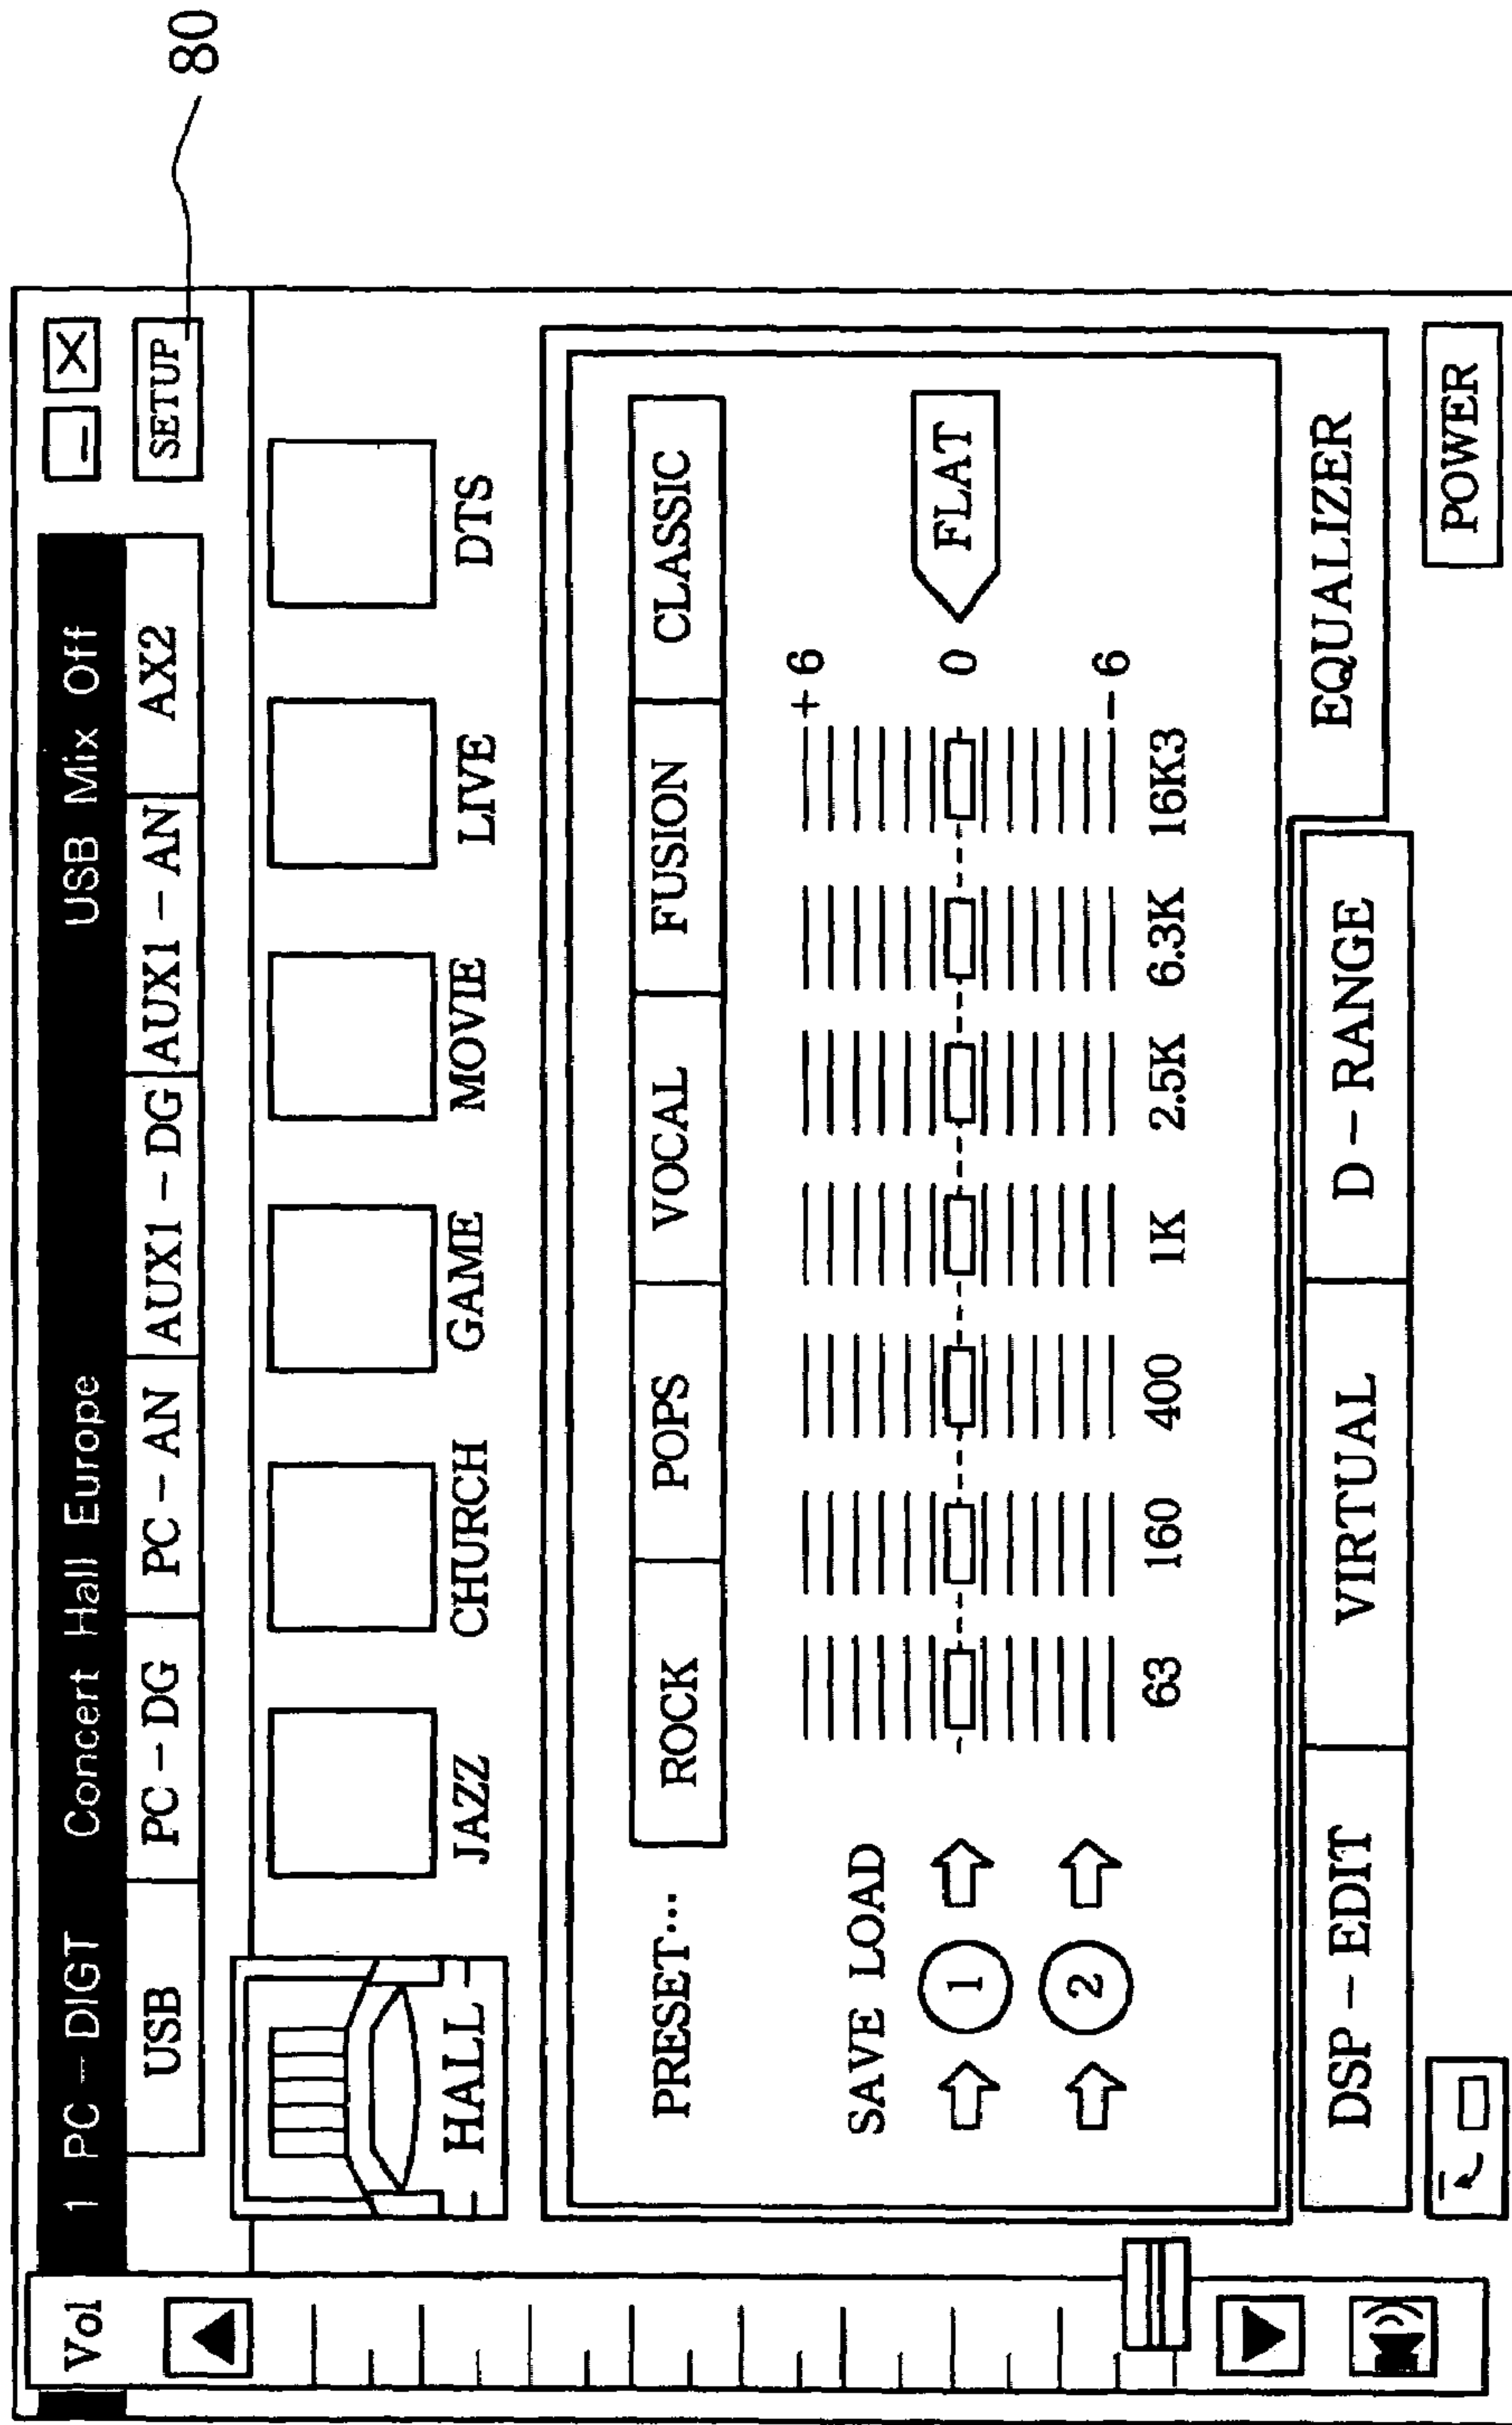 80
Vol 1 PC-DIGT Concert Hall Europe USB Mix Off
USB PC-DG PC-AN AUX1-DG AUX1-AN AX2 SETUP
HALL JAZZ CHURCH GAME MOVIE LIVE DTS
PRESET... ROCK POPS VOCAL FUSION CLASSIC
SAVE LOAD
+6
1 0 FLAT
2 -6
63 160 400 1K 2.5K 6.3K 16K3
DSP-EDIT VIRTUAL D-RANGE EQUALIZER
POWER